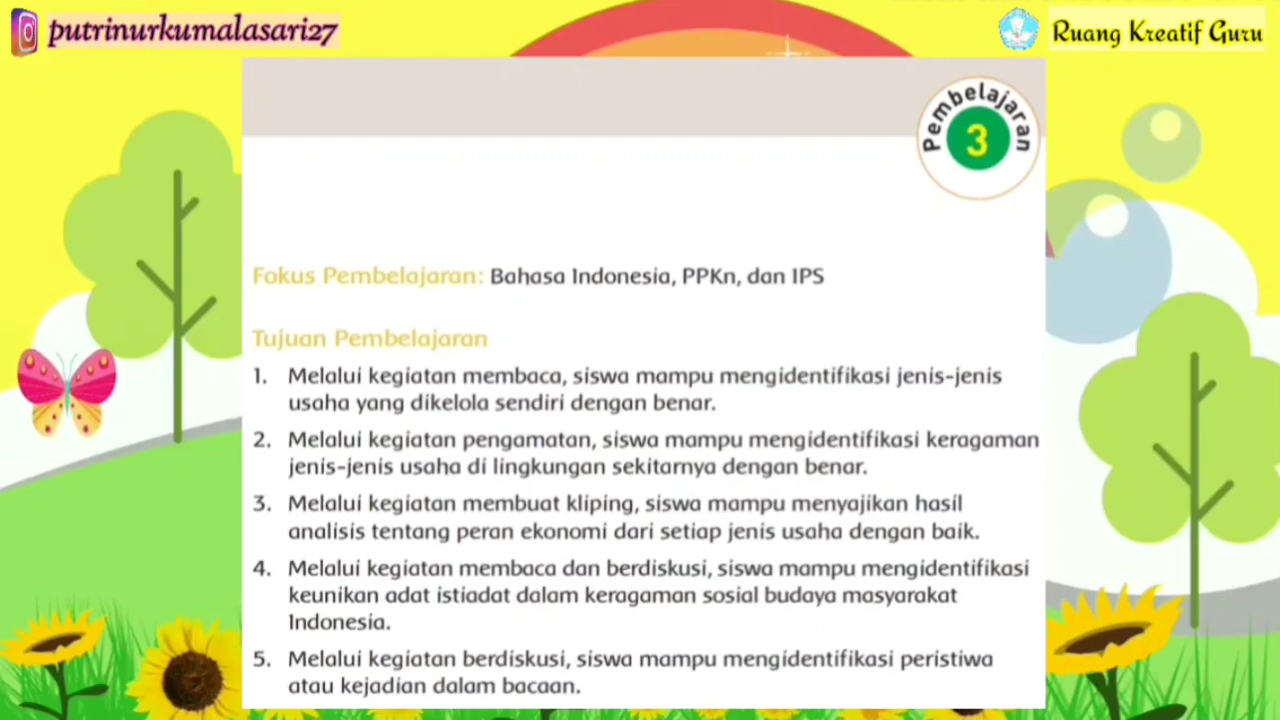 putrinurkumalasari27
Ruang Kreatif Guru
Pembelajaran
3
Fokus Pembelajaran: Bahasa Indonesia, PPKn, dan IPS
Tujuan Pembelajaran
1. Melalui kegiatan membaca, siswa mampu mengidentifikasi jenis-jenis
usaha yang dikelola sendiri dengan benar.
2. Melalui kegiatan pengamatan, siswa mampu mengidentifikasi keragaman
jenis-jenis usaha di lingkungan sekitarnya dengan benar.
3. Melalui kegiatan membuat kliping, siswa mampu menyajikan hasil
analisis tentang peran ekonomi dari setiap jenis usaha dengan baik.
4. Melalui kegiatan membaca dan berdiskusi, siswa mampu mengidentifikasi
keunikan adat istiadat dalam keragaman sosial budaya masyarakat
Indonesia.
5. Melalui kegiatan berdiskusi, siswa mampu mengidentifikasi peristiwa
atau kejadian dalam bacaan.